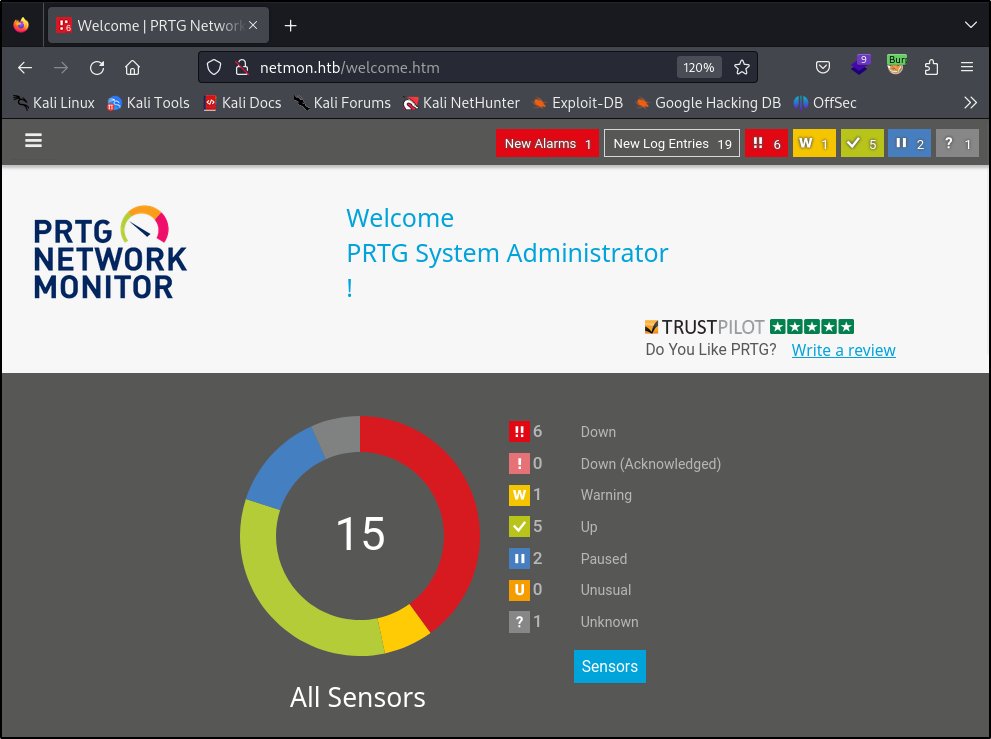 Welcome | PRTG Networ
netmon.htb/welcome.htm 120% 9 Burp
Kali Linux Kali Tools Kali Docs Kali Forums Kali NetHunter Exploit-DB Google Hacking DB OffSec
New Alarms 1 New Log Entries 19 !! 6 W 1 5 2 ? 1
PRTG
NETWORK
MONITOR
Welcome
PRTG System Administrator
!
TRUSTPILOT
Do You Like PRTG? Write a review
15
All Sensors
!! 6 Down
! 0 Down (Acknowledged)
W 1 Warning
5 Up
2 Paused
U 0 Unusual
? 1 Unknown
Sensors